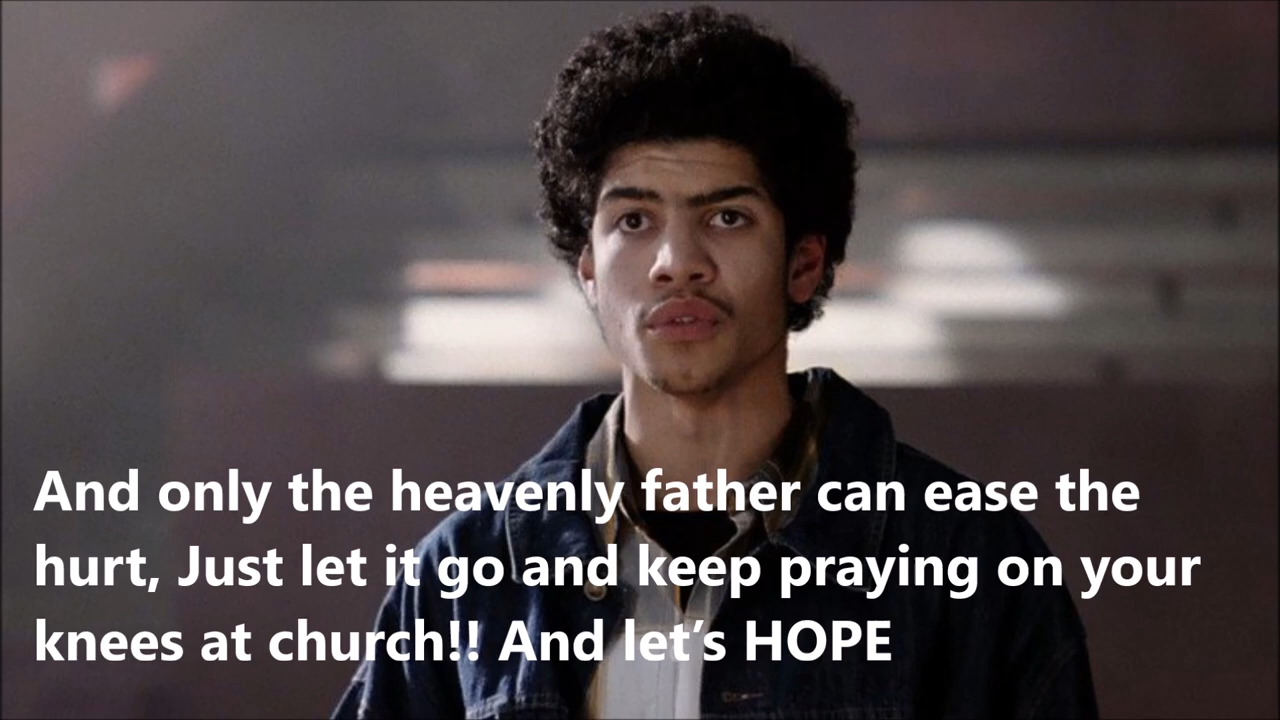 And only the heavenly father can ease the
hurt, Just let it go and keep praying on your
knees at church!! And let’s HOPE